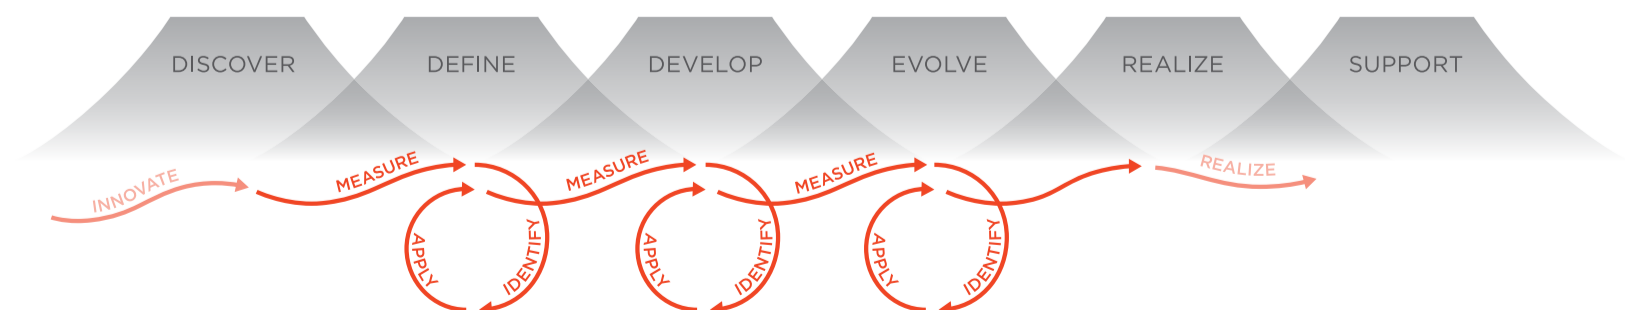 DISCOVER DEFINE DEVELOP EVOLVE REALIZE SUPPORT
INNOVATE MEASURE MEASURE MEASURE REALIZE
APPLY IDENTIFY APPLY IDENTIFY APPLY IDENTIFY